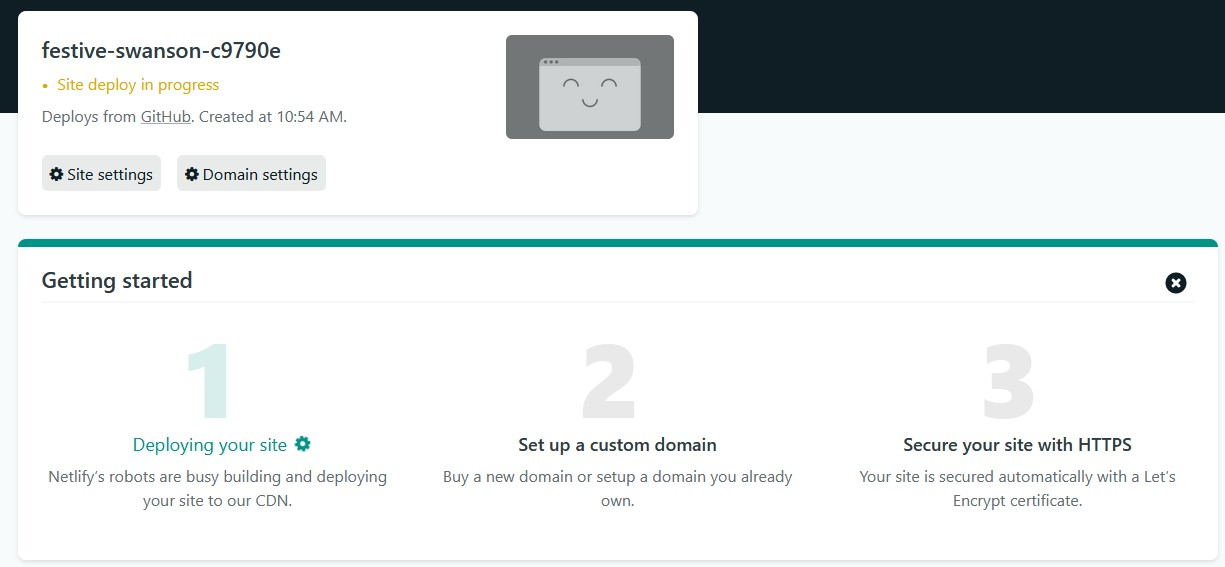 festive-swanson-c9790e
• Site deploy in progress
Deploys from GitHub. Created at 10:54 AM.
Site settings
Domain settings
Getting started
1
Deploying your site
Netlify’s robots are busy building and deploying
your site to our CDN.
2
Set up a custom domain
Buy a new domain or setup a domain you already
own.
3
Secure your site with HTTPS
Your site is secured automatically with a Let’s
Encrypt certificate.